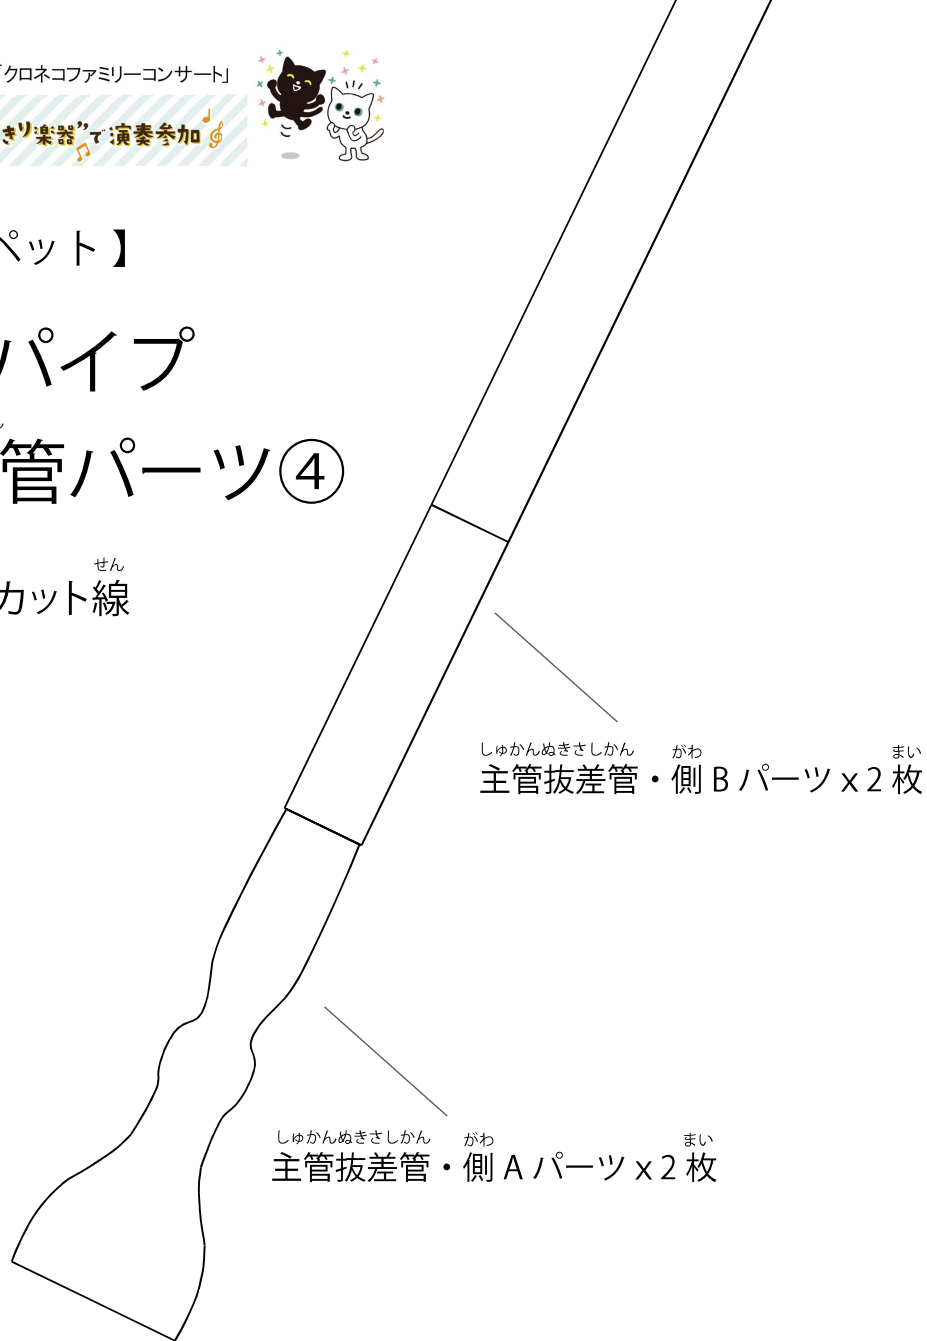 「クロネコファミリーコンサート」
きり楽器”で演奏参加
ペット】
パイプ
管パーツ④
せん
カット線
しゅかんぬきさしかん がわ まい
主管抜差管・側 B パーツ x 2 枚
しゅかんぬきさしかん がわ まい
主管抜差管・側 A パーツ x 2 枚